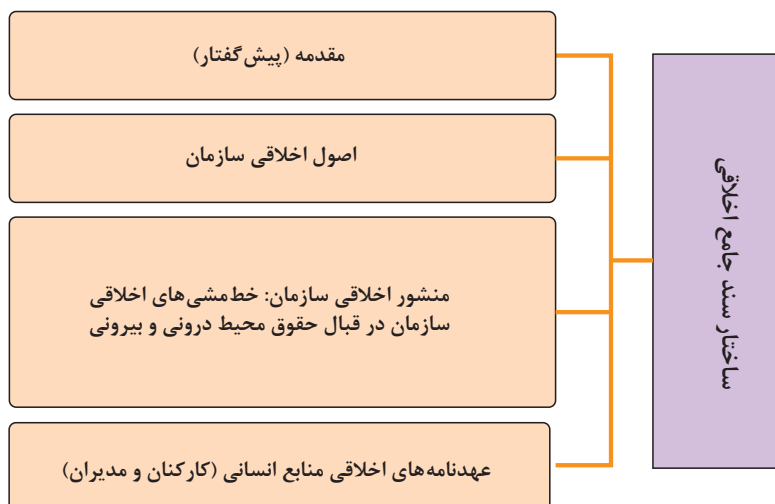 ساختار سند جامع اخلاقی
مقدمه (پیش‌گفتار)
اصول اخلاقی سازمان
منشور اخلاقی سازمان: خط‌مشی‌های اخلاقی
سازمان در قبال حقوق محیط درونی و بیرونی
عهدنامه‌های اخلاقی منابع انسانی (کارکنان و مدیران)